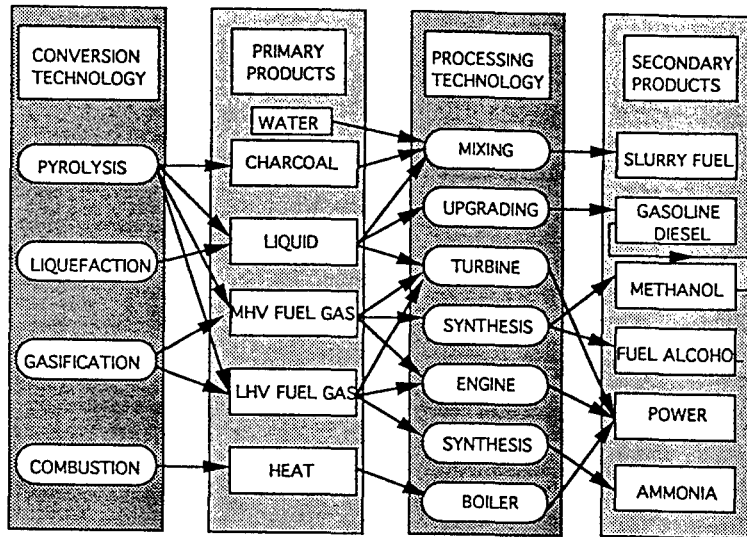 CONVERSION
TECHNOLOGY
PYROLYSIS
LIQUEFACTION
GASIFICATION
COMBUSTION
PRIMARY
PRODUCTS
WATER
CHARCOAL
LIQUID
MHV FUEL GAS
LHV FUEL GAS
HEAT
PROCESSING
TECHNOLOGY
MIXING
UPGRADING
TURBINE
SYNTHESIS
ENGINE
SYNTHESIS
BOILER
SECONDARY
PRODUCTS
SLURRY FUEL
GASOLINE
DIESEL
METHANOL
FUEL ALCOHO
POWER
AMMONIA